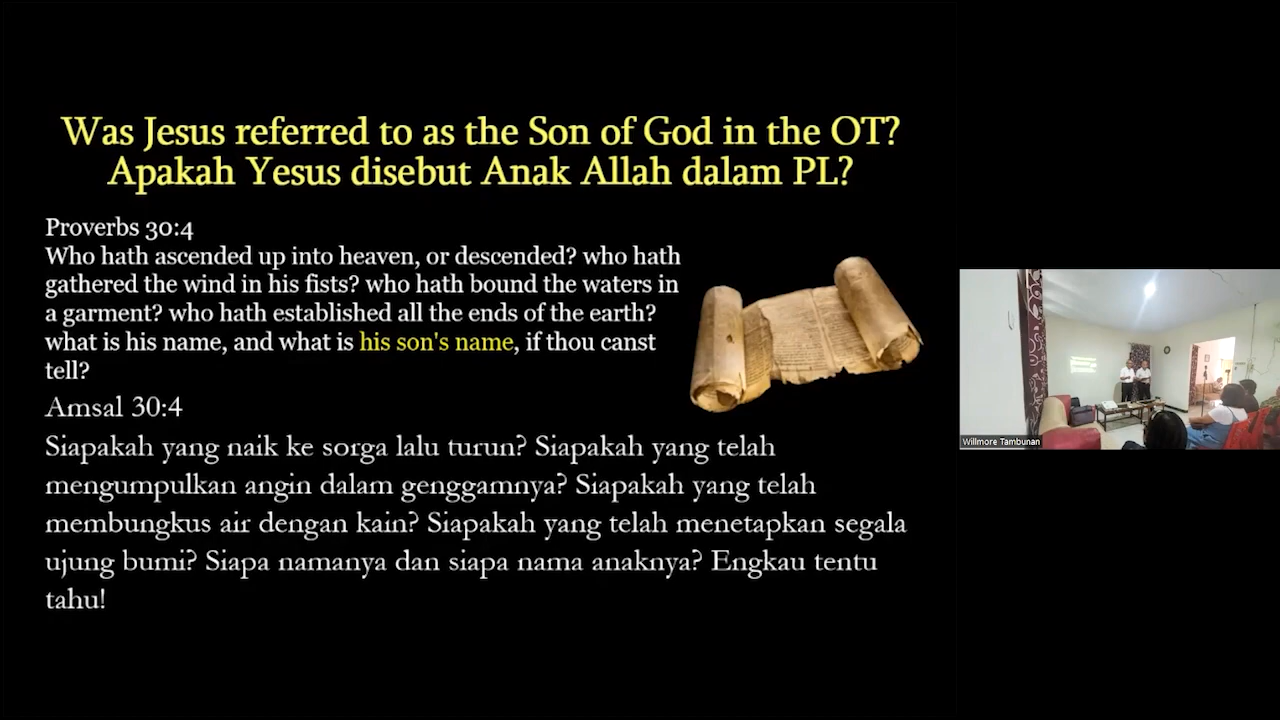 Was Jesus referred to as the Son of God in the OT?
Apakah Yesus disebut Anak Allah dalam PL?
Proverbs 30:4
Who hath ascended up into heaven, or descended? who hath
gathered the wind in his fists? who hath bound the waters in
a garment? who hath established all the ends of the earth?
what is his name, and what is his son's name, if thou canst
tell?
Amsal 30:4
Siapakah yang naik ke sorga lalu turun? Siapakah yang telah
mengumpulkan angin dalam genggamnya? Siapakah yang telah
membungkus air dengan kain? Siapakah yang telah menetapkan segala
ujung bumi? Siapa namanya dan siapa nama anaknya? Engkau tentu
tahu!
Willmore Tambunan